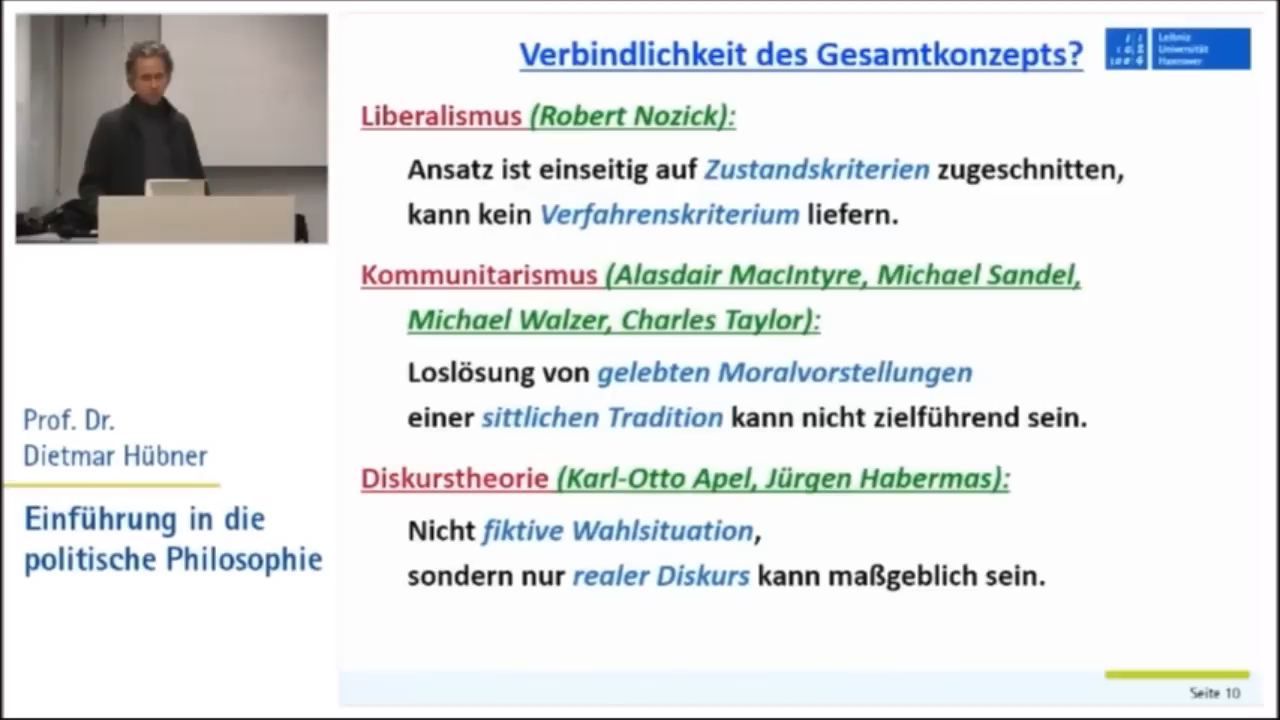 Verbindlichkeit des Gesamtkonzepts?
Leibniz
Universität
Hannover
Liberalismus (Robert Nozick):
Ansatz ist einseitig auf Zustandskriterien zugeschnitten,
kann kein Verfahrenskriterium liefern.
Kommunitarismus (Alasdair MacIntyre, Michael Sandel,
Michael Walzer, Charles Taylor):
Loslösung von gelebten Moralvorstellungen
einer sittlichen Tradition kann nicht zielführend sein.
Diskurstheorie (Karl-Otto Apel, Jürgen Habermas):
Nicht fiktive Wahlsituation,
sondern nur realer Diskurs kann maßgeblich sein.
Prof. Dr.
Dietmar Hübner
Einführung in die
politische Philosophie
Seite 10